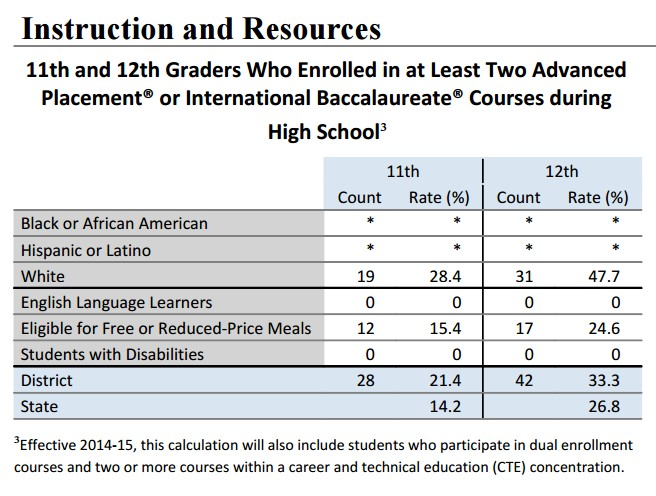 Instruction and Resources
11th and 12th Graders Who Enrolled in at Least Two Advanced
Placement® or International Baccalaureate® Courses during
High School³
11th 12th
Count Rate (%) Count Rate (%)
Black or African American * * * *
Hispanic or Latino * * * *
White 19 28.4 31 47.7
English Language Learners 0 0 0 0
Eligible for Free or Reduced-Price Meals 12 15.4 17 24.6
Students with Disabilities 0 0 0 0
District 28 21.4 42 33.3
State 14.2 26.8
³Effective 2014-15, this calculation will also include students who participate in dual enrollment
courses and two or more courses within a career and technical education (CTE) concentration.